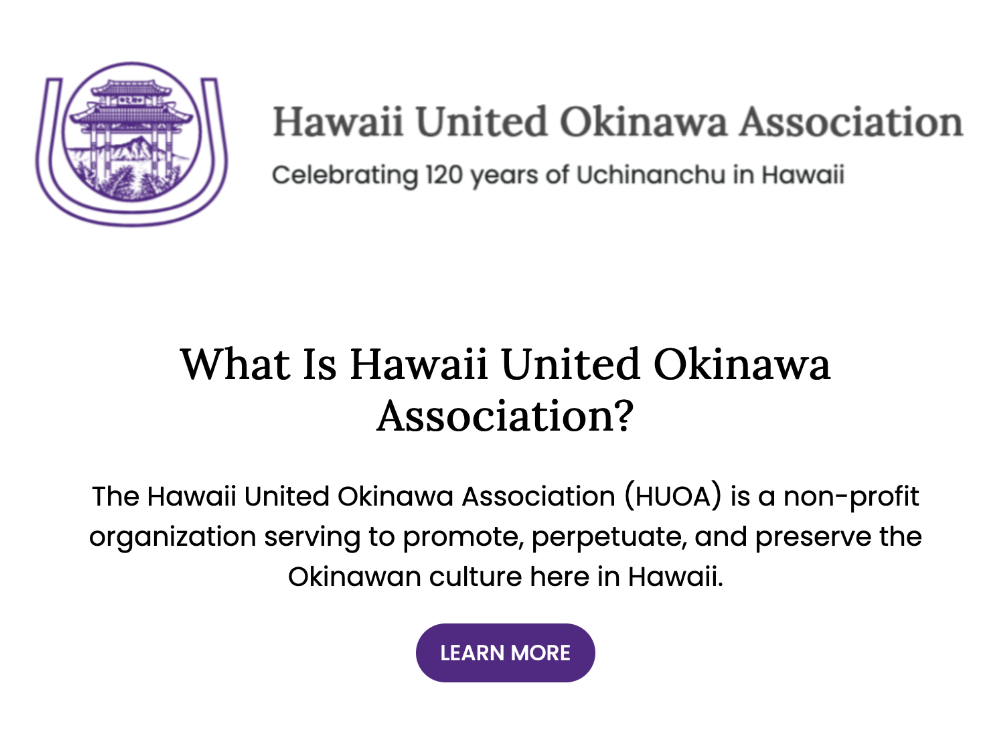 Hawaii United Okinawa Association
Celebrating 120 years of Uchinanchu in Hawaii
What Is Hawaii United Okinawa
Association?
The Hawaii United Okinawa Association (HUOA) is a non-profit
organization serving to promote, perpetuate, and preserve the
Okinawan culture here in Hawaii.
LEARN MORE